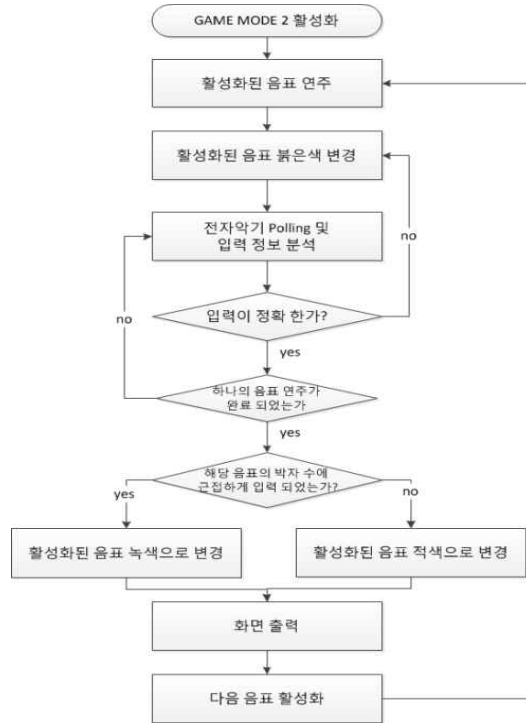 GAME MODE 2 활성화
활성화된 음표 연주
활성화된 음표 붉은색 변경
전자악기 Polling 및
입력 정보 분석
no
입력이 정확 한가?
no
yes
하나의 음표 연주가
완료 되었는가
yes
해당 음표의 박자 수에
근접하게 입력 되었는가?
yes
no
활성화된 음표 녹색으로 변경
활성화된 음표 적색으로 변경
화면 출력
다음 음표 활성화